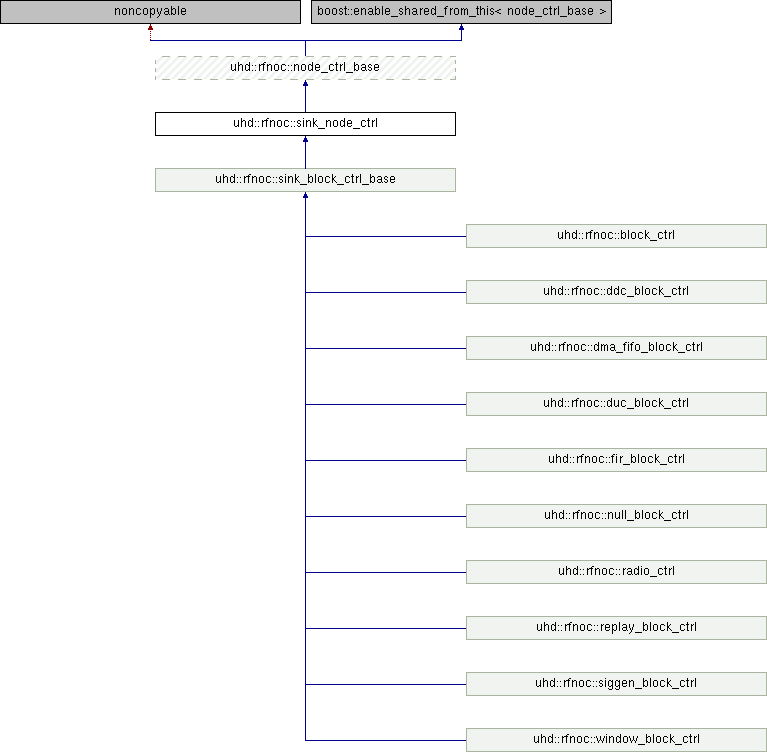 noncopyable
boost::enable_shared_from_this< node_ctrl_base >
uhd::rfnoc::node_ctrl_base
uhd::rfnoc::sink_node_ctrl
uhd::rfnoc::sink_block_ctrl_base
uhd::rfnoc::block_ctrl
uhd::rfnoc::ddc_block_ctrl
uhd::rfnoc::dma_fifo_block_ctrl
uhd::rfnoc::duc_block_ctrl
uhd::rfnoc::fir_block_ctrl
uhd::rfnoc::null_block_ctrl
uhd::rfnoc::radio_ctrl
uhd::rfnoc::replay_block_ctrl
uhd::rfnoc::siggen_block_ctrl
uhd::rfnoc::window_block_ctrl